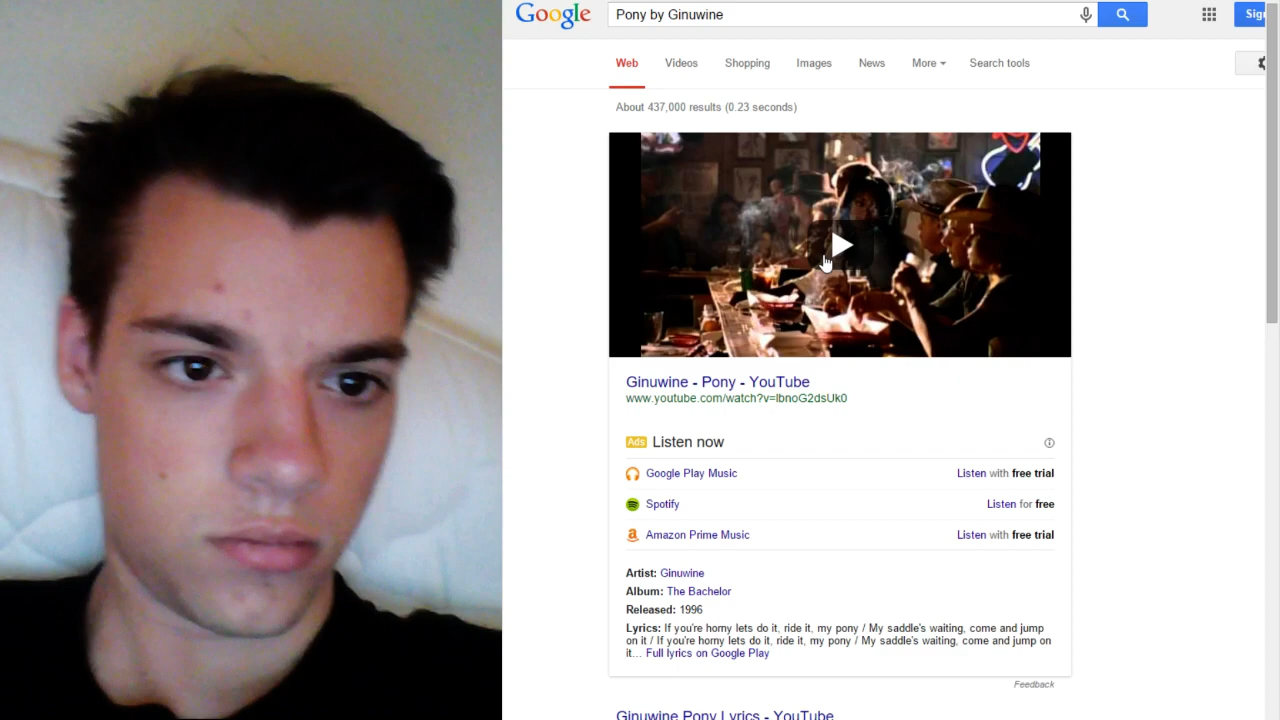 Google
Pony by Ginuwine
Sig
Web Videos Shopping Images News More Search tools
About 437,000 results (0.23 seconds)
Ginuwine - Pony - YouTube
www.youtube.com/watch?v=lbnoG2dsUk0
Ads Listen now
Google Play Music Listen with free trial
Spotify Listen for free
Amazon Prime Music Listen with free trial
Artist: Ginuwine
Album: The Bachelor
Released: 1996
Lyrics: If you're horny lets do it, ride it, my pony / My saddle's waiting, come and jump
on it / If you're horny lets do it, ride it, my pony / My saddle's waiting, come and jump on
it... Full lyrics on Google Play
Feedback
Ginuwine Pony Lyrics - YouTube